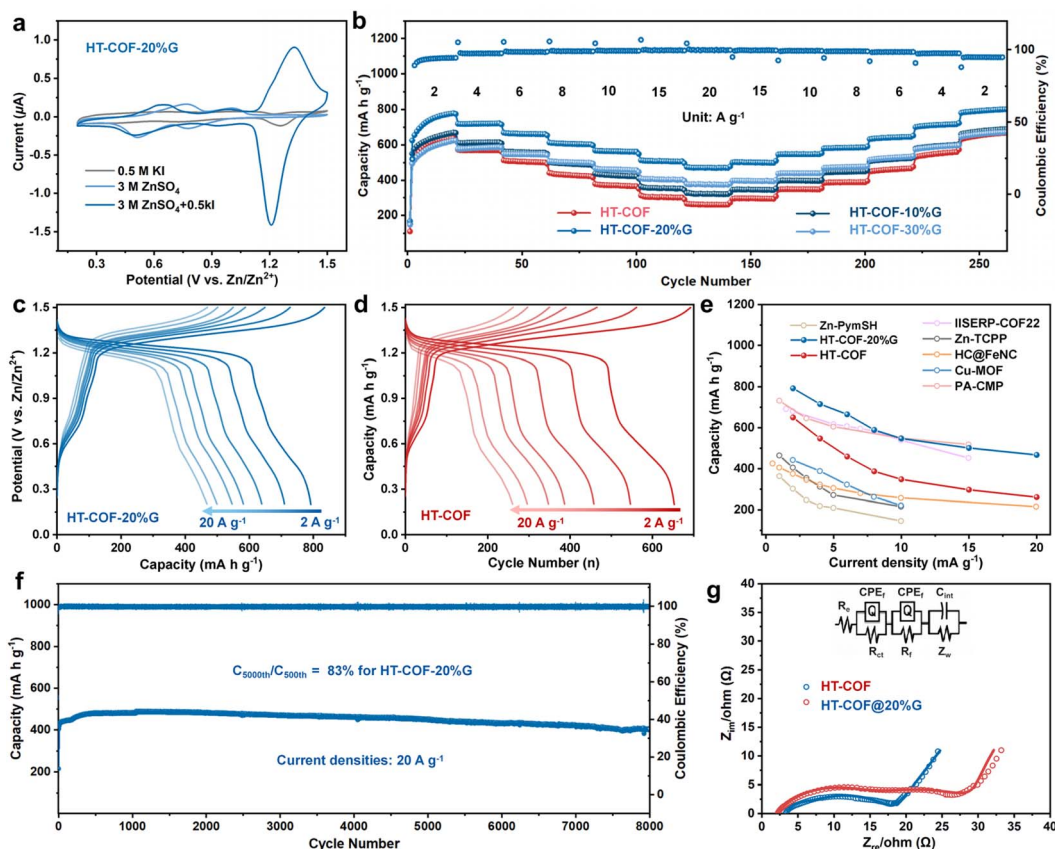 a
HT-COF-20%G
1.0
0.5
0.0
-0.5
-1.0
-1.5
Current (μA)
0.5 M KI
3 M ZnSO₄
3 M ZnSO₄+0.5kI
0.3 0.6 0.9 1.2 1.5
Potential (V vs. Zn/Zn²⁺)
b
1200
1000
800
600
400
200
Capacity (mA h g⁻¹)
2 4 6 8 10 15 20 15 10 8 6 4 2
Unit: A g⁻¹
HT-COF
HT-COF-20%G
HT-COF-10%G
HT-COF-30%G
100
50
0
Coulombic Efficiency (%)
0 50 100 150 200 250
Cycle Number
c
1.5
1.2
0.9
0.6
0.3
Potential (V vs. Zn/Zn²⁺)
20 A g⁻¹ 2 A g⁻¹
HT-COF-20%G
0 200 400 600 800
Capacity (mA h g⁻¹)
d
1.5
1.2
0.9
0.6
0.3
Capacity (mA h g⁻¹)
20 A g⁻¹ 2 A g⁻¹
HT-COF
0 200 400 600
Cycle Number (n)
e
1200
1000
800
600
400
200
Capacity (mA h g⁻¹)
Zn-PymSH
HT-COF-20%G
HT-COF
IISERP-COF22
Zn-TCPP
HC@FeNC
Cu-MOF
PA-CMP
0 5 10 15 20
Current density (mA g⁻¹)
f
1000
800
600
400
200
Capacity (mA h g⁻¹)
C₅₀₀₀ₜₕ/C₅₀₀ₜₕ = 83% for HT-COF-20%G
Current densities: 20 A g⁻¹
100
80
60
40
20
0
Coulombic Efficiency (%)
0 1000 2000 3000 4000 5000 6000 7000 8000
Cycle Number
g
40
35
30
25
20
15
10
5
0
Zim/ohm (Ω)
CPEf CPEf Cint
Re Q Q
Rct Rf Zw
HT-COF
HT-COF@20%G
0 5 10 15 20 25 30 35 40
Zre/ohm (Ω)